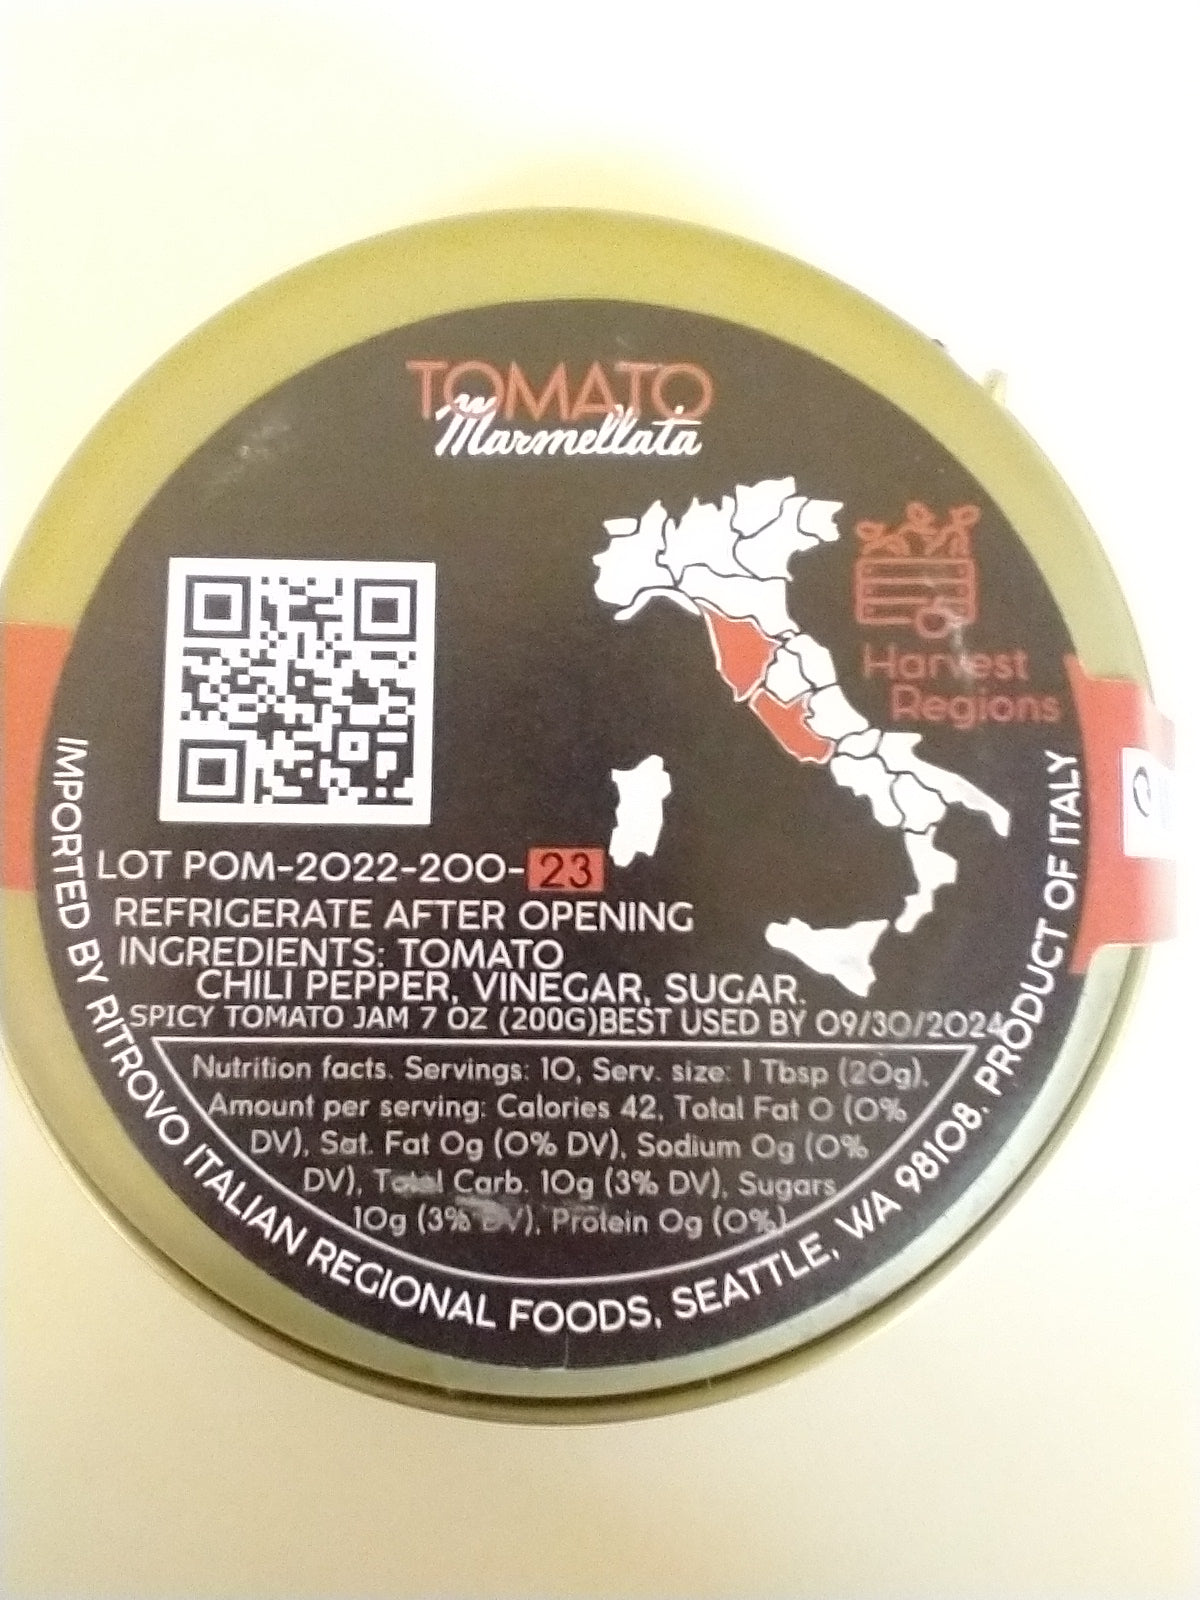 TOMATO
Marmellata
Harvest
Regions
LOT POM-2022-200-23
REFRIGERATE AFTER OPENING
INGREDIENTS: TOMATO
CHILI PEPPER, VINEGAR, SUGAR.
SPICY TOMATO JAM 7 OZ (200G)BEST USED BY 09/30/2024
Nutrition facts. Servings: 10, Serv. size: 1 Tbsp (20g),
Amount per serving: Calories 42, Total Fat 0 (0%
DV), Sat. Fat 0g (0% DV), Sodium 0g (0%
DV), Total Carb. 10g (3% DV), Sugars
10g (3% DV), Protein 0g (0%)
IMPORTED BY RITROVO ITALIAN REGIONAL FOODS, SEATTLE, WA 98108. PRODUCT OF ITALY